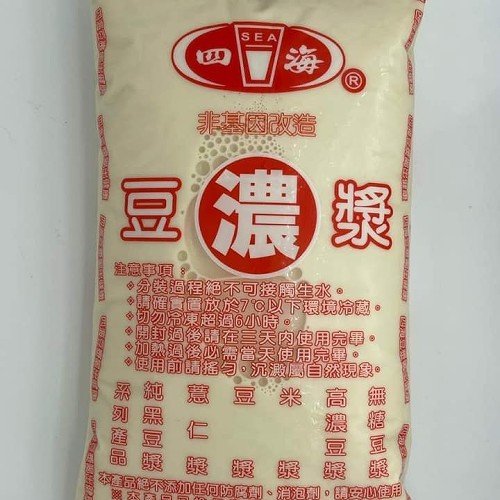 SEA
四海
®
非基因改造
豆濃漿
注意事項：
·分裝過程絕不可接觸生水。
·請確實置放於7℃以下環境冷藏。
·切勿冷凍超過6小時。
·開封過後請在三天內使用完畢。
·加熱過後必需當天使用完畢。
·使用前請搖勻，沉澱屬自然現象。
無糖豆漿
高濃豆漿
米漿
豆漿
薏仁漿
純黑豆漿
系列產品
本產品絕不添加任何防腐劑、消泡劑，請安心使用